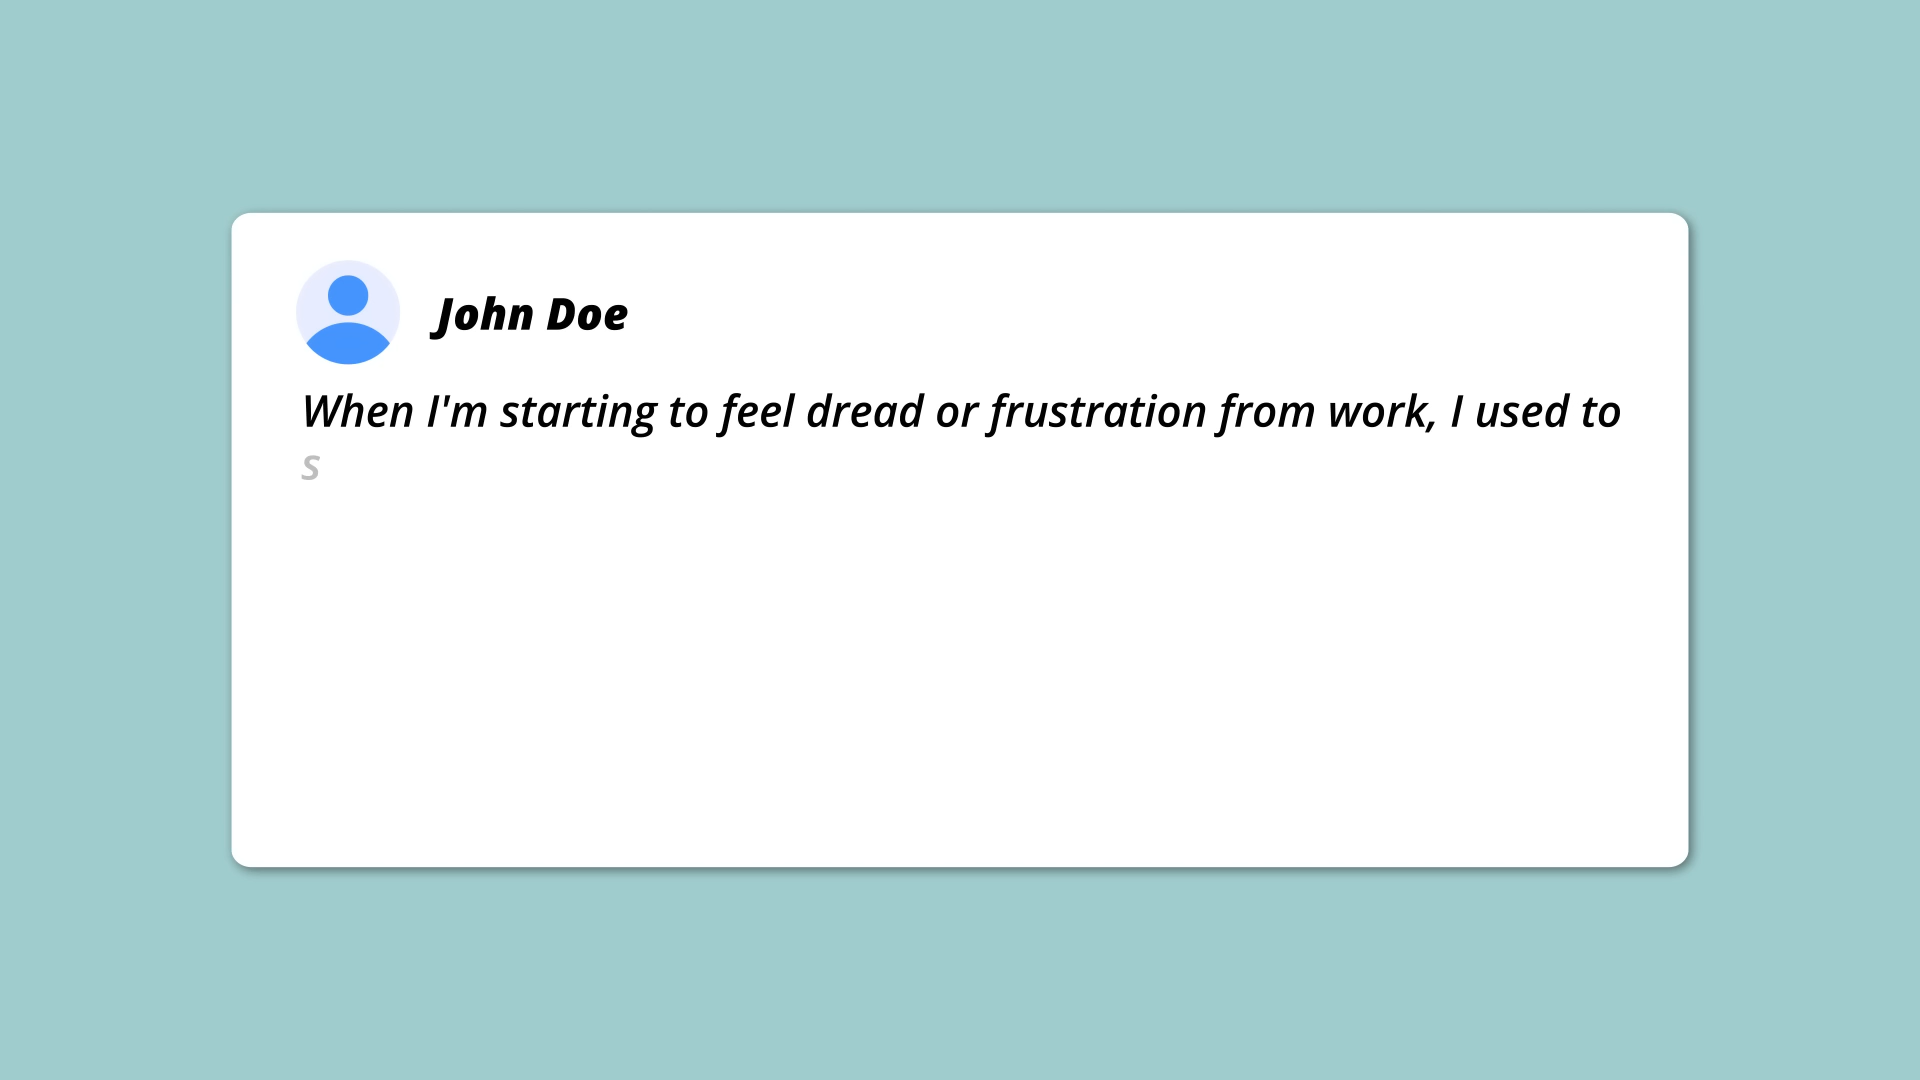 John Doe
When I'm starting to feel dread or frustration from work, I used to
s